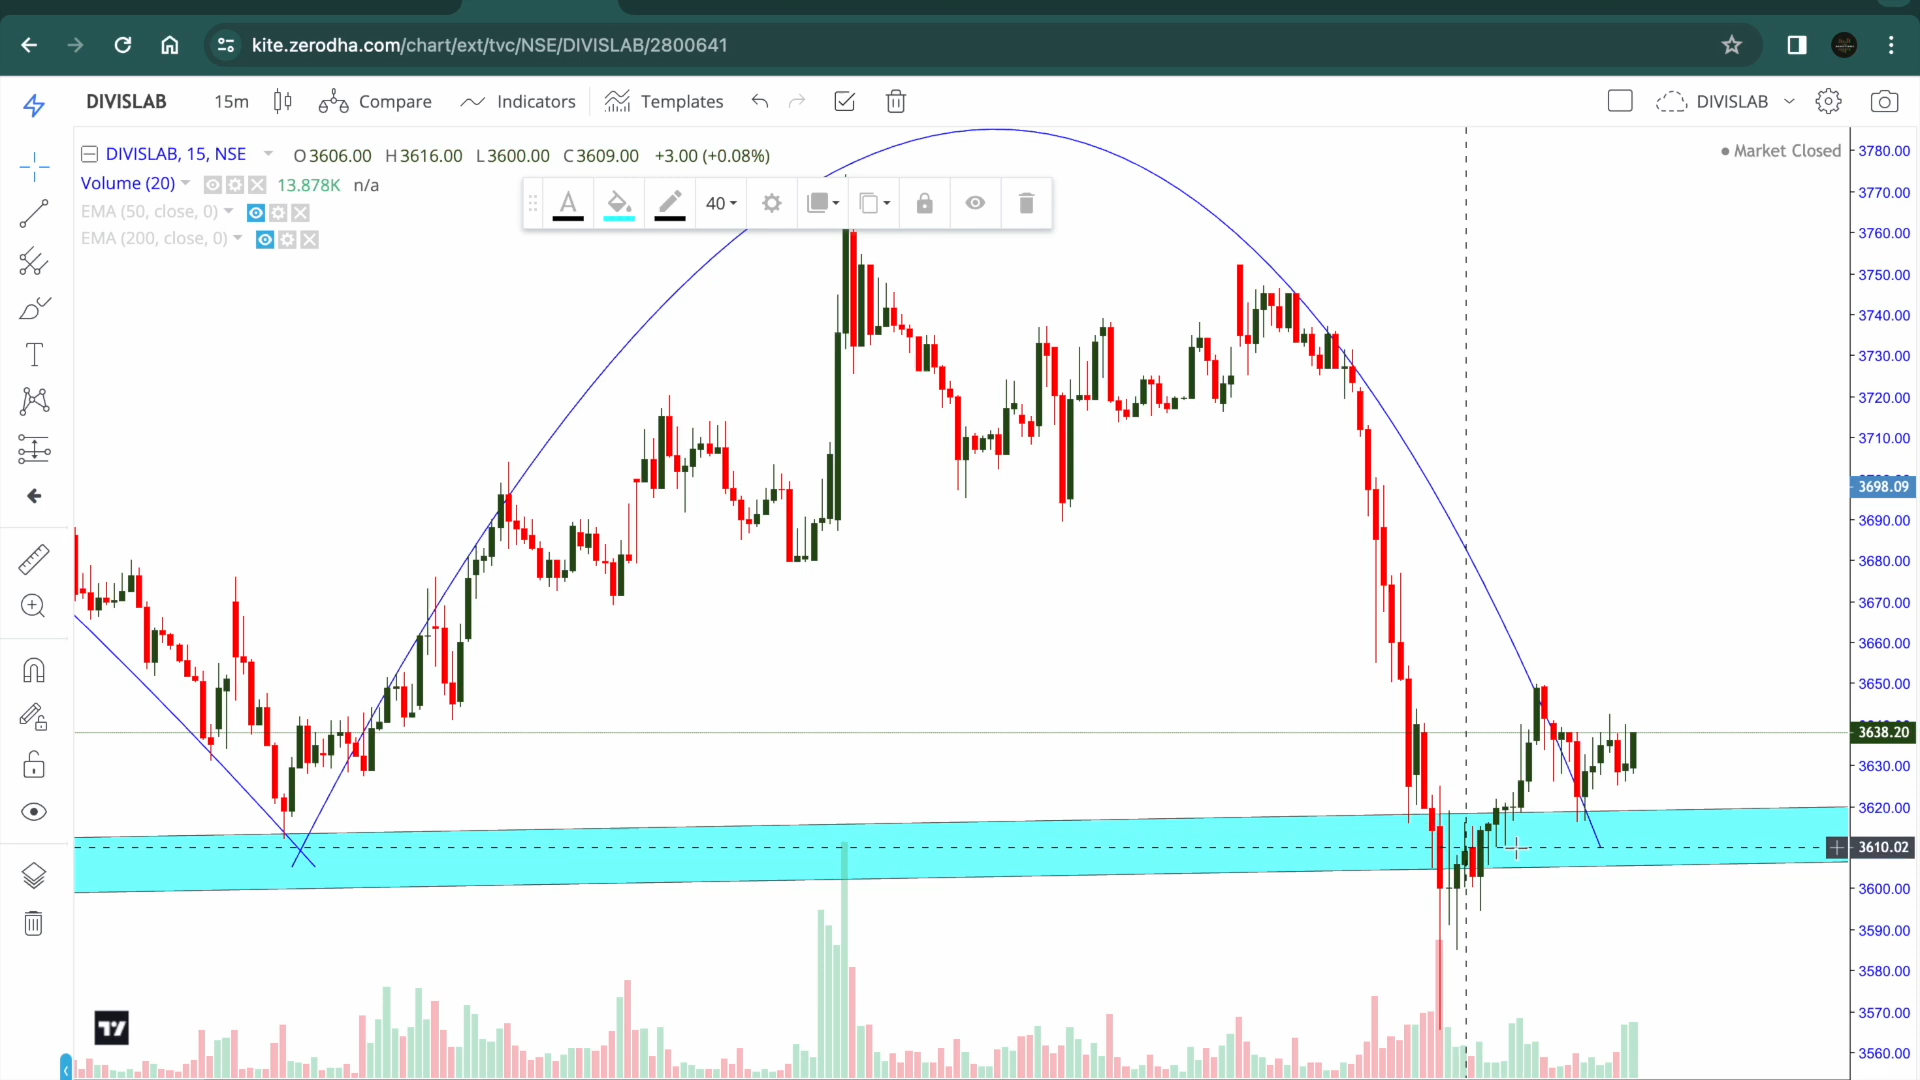 kite.zerodha.com/chart/ext/tvc/NSE/DIVISLAB/2800641
DIVISLAB 15m Compare Indicators Templates DIVISLAB
DIVISLAB, 15, NSE O3606.00 H3616.00 L3600.00 C3609.00 +3.00 (+0.08%)
Market Closed
Volume (20) 13.878K n/a
EMA (50, close, 0)
EMA (200, close, 0)
A 40
T
3780.00
3770.00
3760.00
3750.00
3740.00
3730.00
3720.00
3710.00
3698.09
3690.00
3680.00
3670.00
3660.00
3650.00
3638.20
3630.00
3620.00
3610.02
3600.00
3590.00
3580.00
3570.00
3560.00